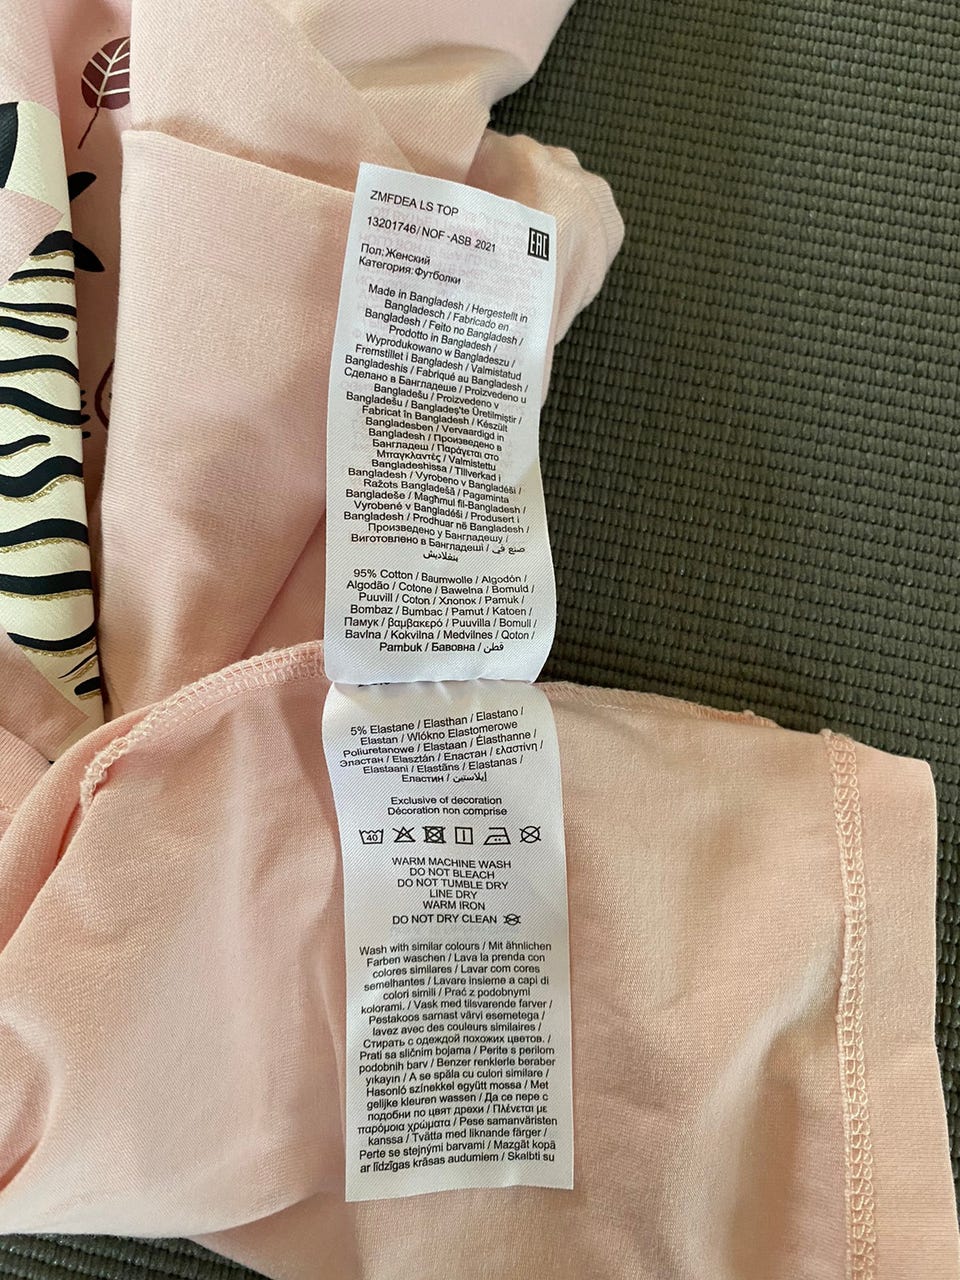 ZMFDEA LS TOP
13201746/ NOF -ASB 2021
EAC
Пол: Женский
Категория: Футболки
Made in Bangladesh / Hergestellt in
Bangladesch / Fabricado en
Bangladesh / Feito no Bangladesh /
Prodotto in Bangladesh /
Wyprodukowano w Bangladeszu /
Fremstillet i Bangladesh / Valmistatud
Bangladeshis / Fabriqué au Bangladesh /
Сделано в Бангладеше / Proizvedeno u
Bangladešu / Proizvedeno v
Bangladešu / Bangladeş'te Üretilmiştir /
Fabricat în Bangladesh / Készült
Bangladesben / Vervaardigd in
Bangladesh / Произведено в
Бангладеш / Παράγεται στο
Μπαγκλαντές / Valmistettu
Bangladeshissa / Tillverkad i
Bangladesh / Vyrobeno v Bangladéši /
Ražots Bangladešā / Pagaminta
Bangladeše / Magħmul fil-Bangladesh /
Vyrobené v Bangladéši / Produsert i
Bangladesh / Prodhuar në Bangladesh /
Произведено у Бангладешу /
Виготовлено в Бангладеші / صنع في
بنغلاديش
95% Cotton / Baumwolle / Algodón /
Algodão / Cotone / Bawełna / Bomuld /
Puuvill / Coton / Хлопок / Pamuk /
Bombaz / Bumbac / Pamut / Katoen /
Памук / βαμβακερό / Puuvilla / Bomull /
Bavlna / Kokvilna / Medvilnes / Qoton /
Pambuk / Бавовна / قطن
5% Elastane / Elasthan / Elastano /
Elastan / Włókno Elastomerowe
Poliuretanowe / Elastaan / Élasthanne /
Эластан / Elasztán / Еластан / ελαστίνη /
Elastaani / Elastāns / Elastanas /
Еластин / إيلاستين
Exclusive of decoration
Décoration non comprise
40
WARM MACHINE WASH
DO NOT BLEACH
DO NOT TUMBLE DRY
LINE DRY
WARM IRON
DO NOT DRY CLEAN
Wash with similar colours / Mit ähnlichen
Farben waschen / Lava la prenda con
colores similares / Lavar com cores
semelhantes / Lavare insieme a capi di
colori simili / Prać z podobnymi
kolorami. / Vask med tilsvarende farver /
Pestakoos samast värvi esemetega /
lavez avec des couleurs similaires /
Стирать с одеждой похожих цветов. /
Prati sa sličnim bojama / Perite s perilom
podobnih barv / Benzer renklerle beraber
yıkayın / A se spăla cu culori similare /
Hasonló színekkel együtt mossa / Met
gelijke kleuren wassen / Да се пере с
подобни по цвят дрехи / Πλένεται με
παρόμοια χρώματα / Pese samanväristen
kanssa / Tvätta med liknande färger /
Perte se stejnými barvami / Mazgāt kopā
ar līdzīgas krāsas audumiem / Skalbti su